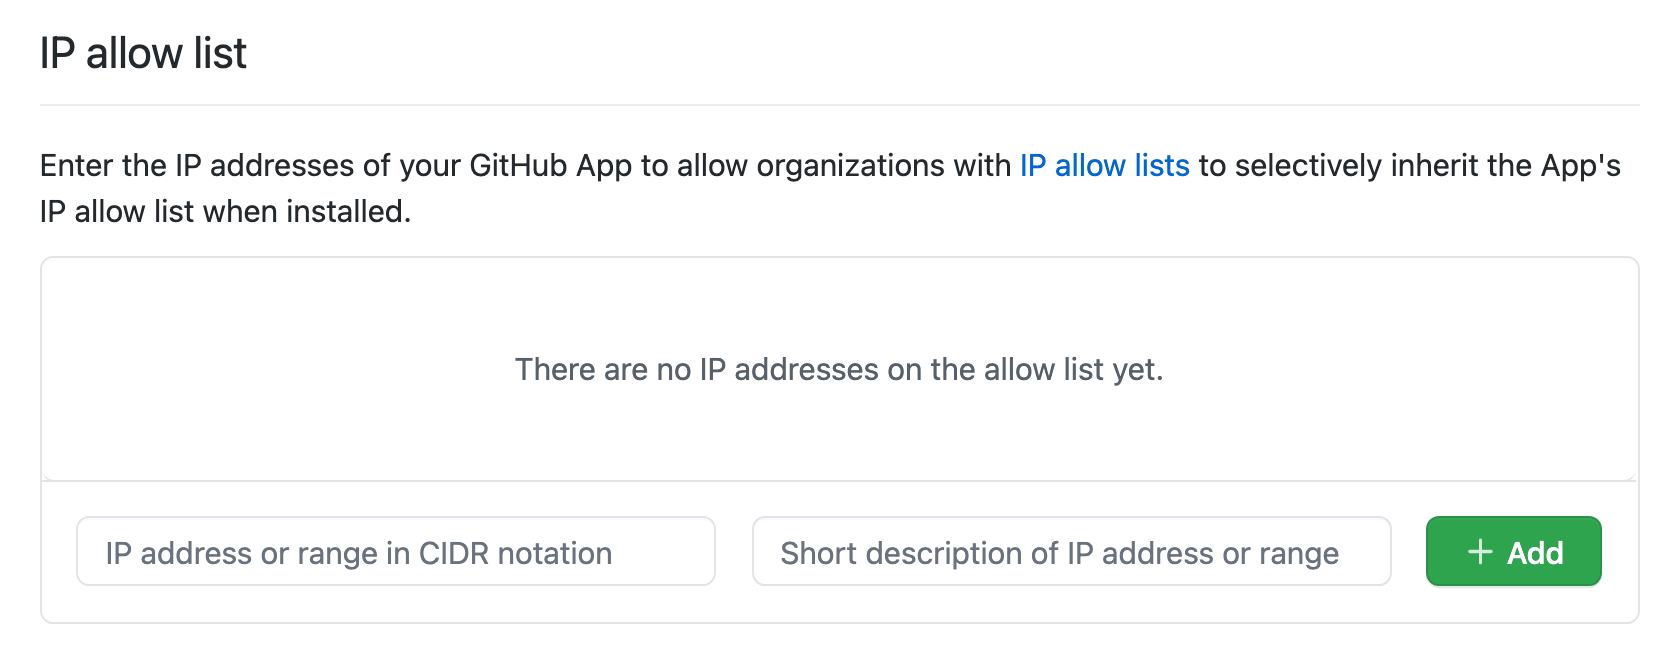 IP allow list
Enter the IP addresses of your GitHub App to allow organizations with IP allow lists to selectively inherit the App's
IP allow list when installed.
There are no IP addresses on the allow list yet.
IP address or range in CIDR notation
Short description of IP address or range
+ Add